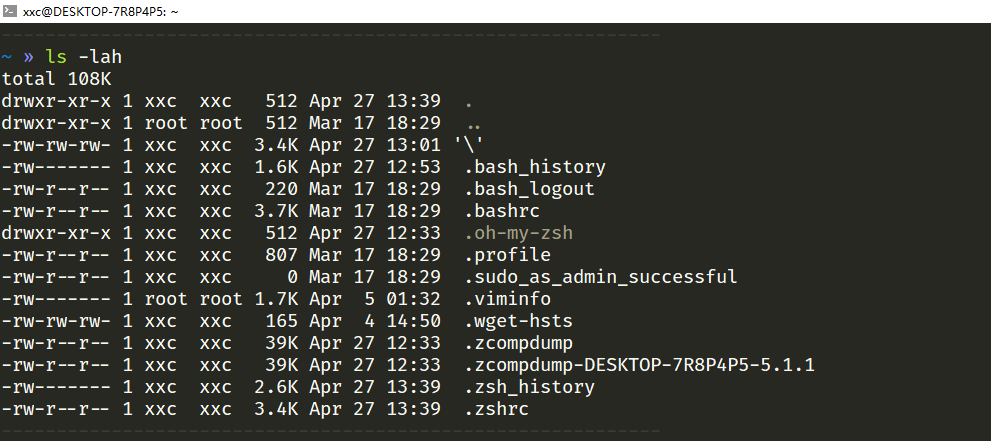 xxc@DESKTOP-7R8P4P5: ~
------------------------------------------------------------
~ » ls -lah
total 108K
drwxr-xr-x 1 xxc  xxc   512 Apr 27 13:39  .
drwxr-xr-x 1 root root  512 Mar 17 18:29  ..
-rw-rw-rw- 1 xxc  xxc  3.4K Apr 27 13:01 '\'
-rw------- 1 xxc  xxc  1.6K Apr 27 12:53  .bash_history
-rw-r--r-- 1 xxc  xxc   220 Mar 17 18:29  .bash_logout
-rw-r--r-- 1 xxc  xxc  3.7K Mar 17 18:29  .bashrc
drwxr-xr-x 1 xxc  xxc   512 Apr 27 12:33  .oh-my-zsh
-rw-r--r-- 1 xxc  xxc   807 Mar 17 18:29  .profile
-rw-r--r-- 1 xxc  xxc     0 Mar 17 18:29  .sudo_as_admin_successful
-rw------- 1 root root 1.7K Apr  5 01:32  .viminfo
-rw-rw-rw- 1 xxc  xxc   165 Apr  4 14:50  .wget-hsts
-rw-r--r-- 1 xxc  xxc   39K Apr 27 12:33  .zcompdump
-rw-r--r-- 1 xxc  xxc   39K Apr 27 12:33  .zcompdump-DESKTOP-7R8P4P5-5.1.1
-rw------- 1 xxc  xxc  2.6K Apr 27 13:39  .zsh_history
-rw-r--r-- 1 xxc  xxc  3.4K Apr 27 13:39  .zshrc
------------------------------------------------------------